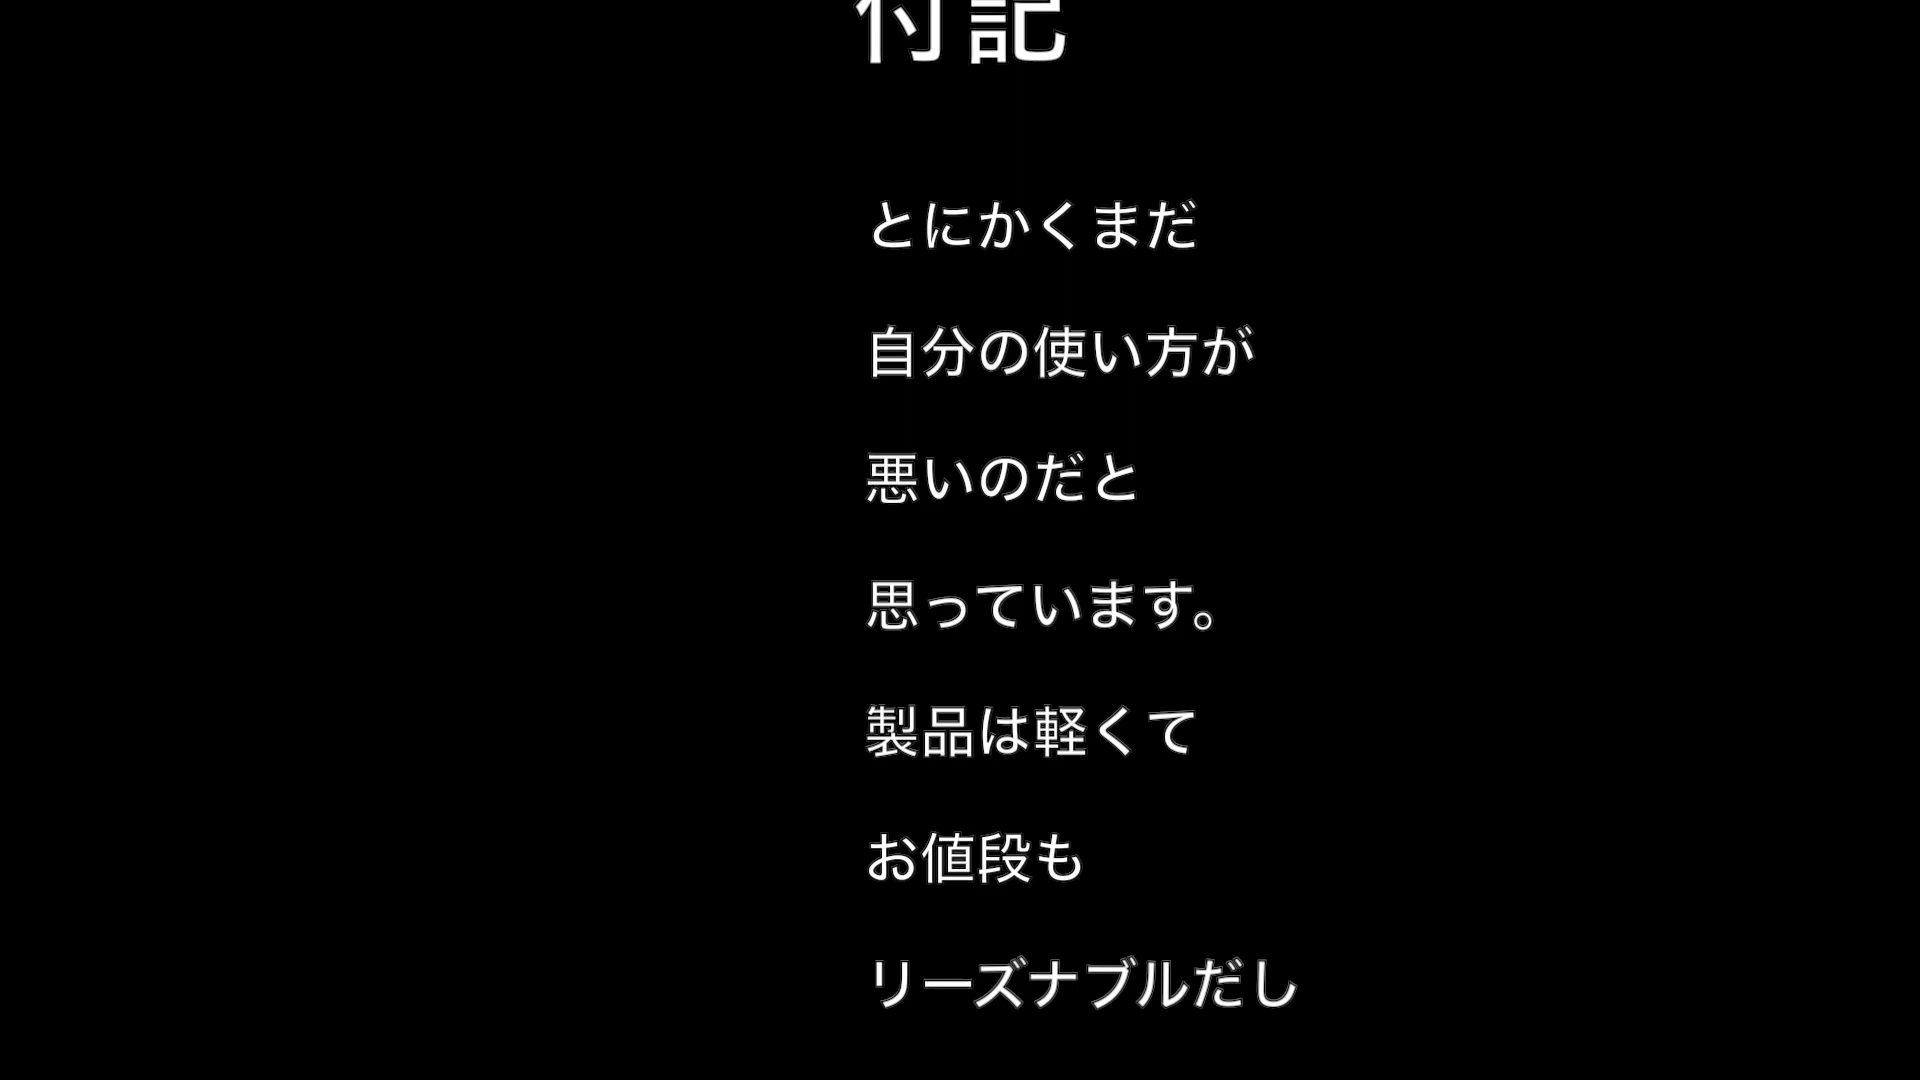 付記
とにかくまだ
自分の使い方が
悪いのだと
思っています。
製品は軽くて
お値段も
リーズナブルだし